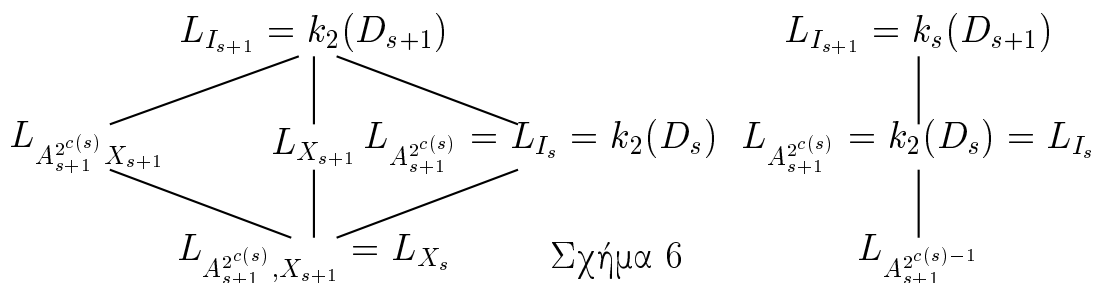 $L_{I_{s+1}} = k_2(D_{s+1})$ $L_{I_{s+1}} = k_s(D_{s+1})$
$L_{A_{s+1}^{2^{c(s)}} X_{s+1}}$ $L_{X_{s+1}}$ $L_{A_{s+1}^{2^{c(s)}}} = L_{I_s} = k_2(D_s)$ $L_{A_{s+1}^{2^{c(s)}}} = k_2(D_s) = L_{I_s}$
$L_{A_{s+1}^{2^{c(s)}}, X_{s+1}} = L_{X_s}$ Σχήμα 6 $L_{A_{s+1}^{2^{c(s)-1}}}$